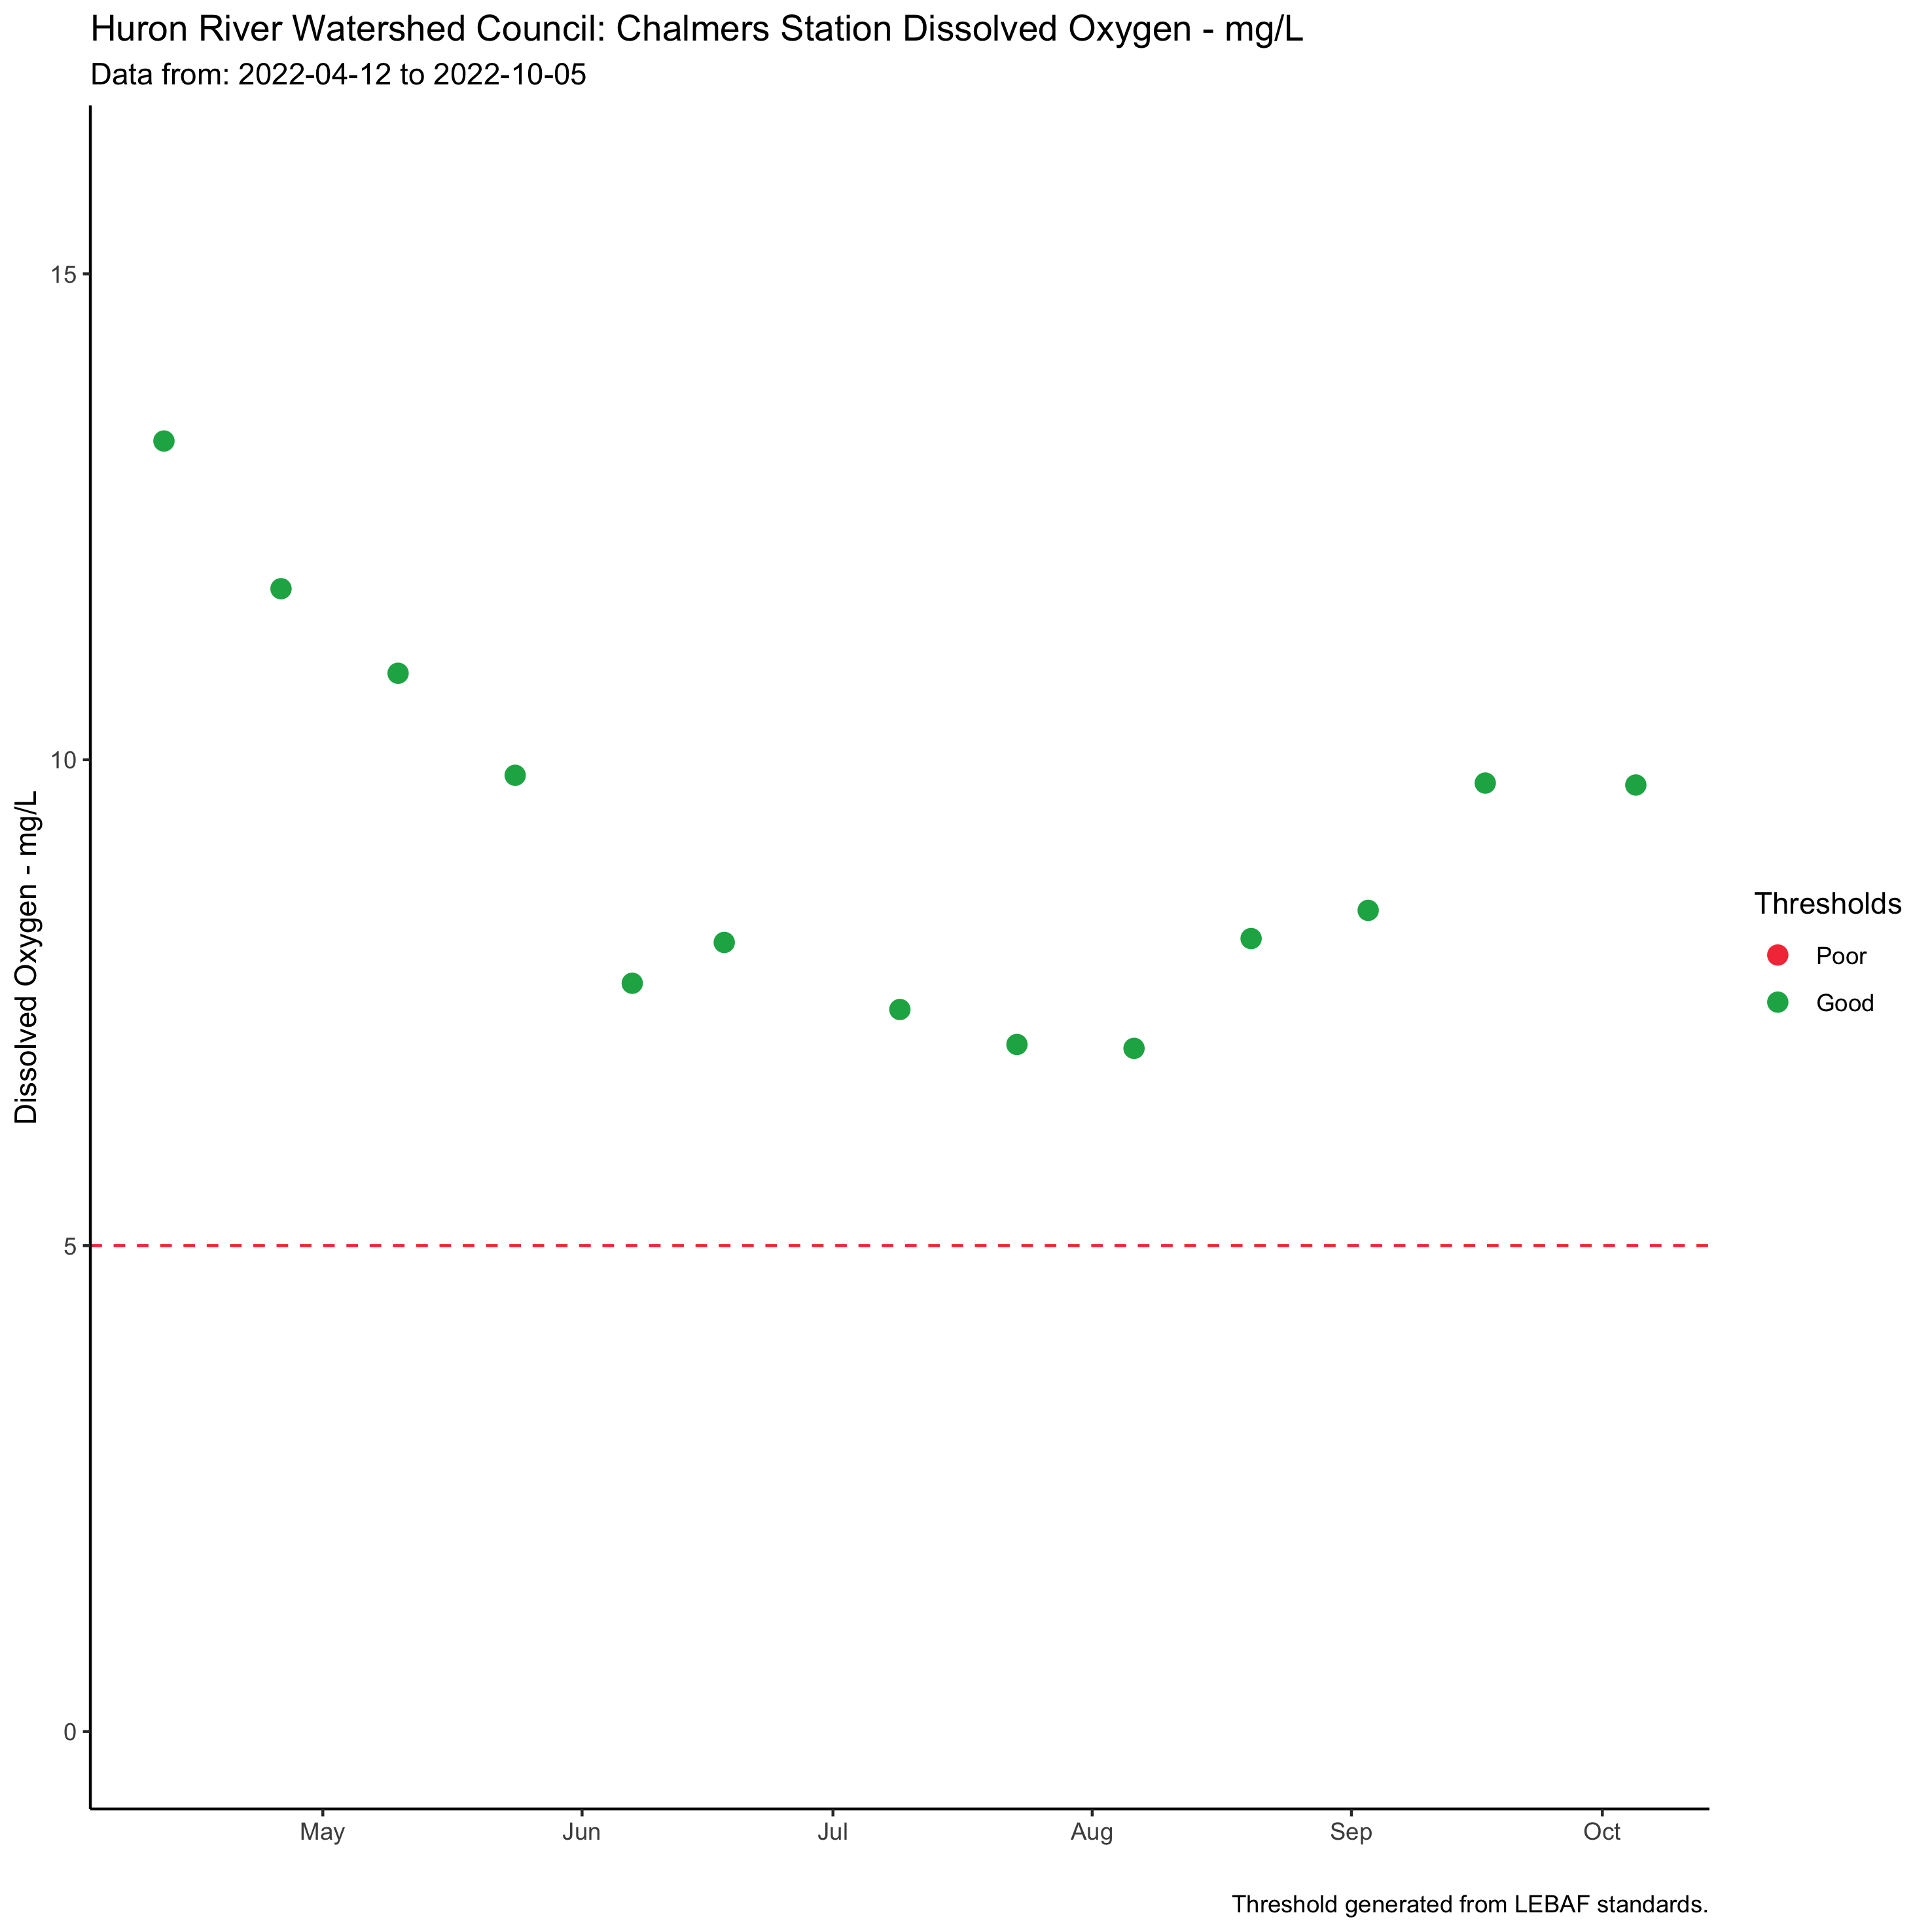 Huron River Watershed Council: Chalmers Station Dissolved Oxygen - mg/L
Data from: 2022-04-12 to 2022-10-05
15
10
5
0
Dissolved Oxygen - mg/L
May
Jun
Jul
Aug
Sep
Oct
Thresholds
Poor
Good
Threshold generated from LEBAF standards.